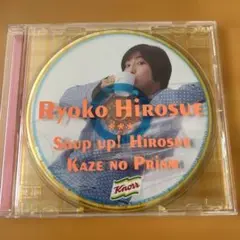 Ryoko Hirosue
Soup up! Hirosue
Kaze no Prism
Knorr